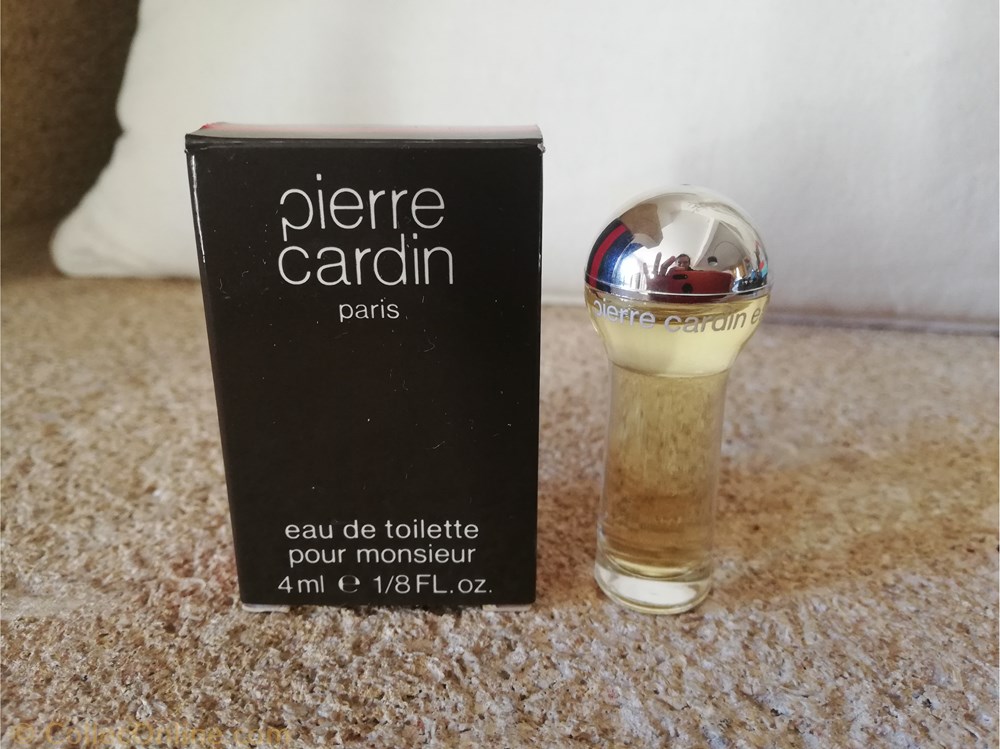 pierre
cardin
paris
eau de toilette
pour monsieur
4ml ℮ 1/8 FL.oz.
pierre cardin e